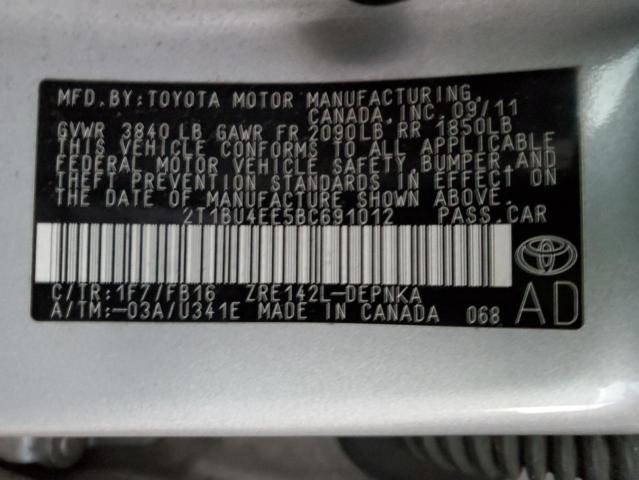 MFD. BY: TOYOTA MOTOR MANUFACTURING,
CANADA, INC. 09/11
GVWR 3840 LB GAWR FR 2090LB RR 1850LB
THIS VEHICLE CONFORMS TO ALL APPLICABLE
FEDERAL MOTOR VEHICLE SAFETY, BUMPER, AND
THEFT PREVENTION STANDARDS IN EFFECT ON
THE DATE OF MANUFACTURE SHOWN ABOVE.
2T1BU4EE5BC691012 PASS. CAR
C/TR: 1F7/FB16 ZRE142L-DEPNKA
A/TM: -03A/U341E MADE IN CANADA 068
AD